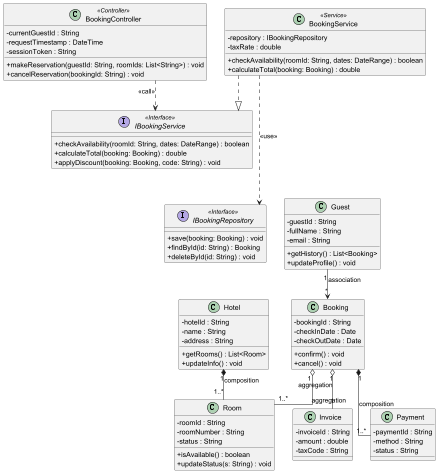 «Controller»
C BookingController
-currentGuestId : String
-requestTimestamp : DateTime
-sessionToken : String
+makeReservation(guestId: String, roomIds: List<String>) : void
+cancelReservation(bookingId: String) : void
«Service»
C BookingService
-repository : IBookingRepository
-taxRate : double
+checkAvailability(roomId: String, dates: DateRange) : boolean
+calculateTotal(booking: Booking) : double
«call»
«Interface»
I IBookingService
+checkAvailability(roomId: String, dates: DateRange) : boolean
+calculateTotal(booking: Booking) : double
+applyDiscount(booking: Booking, code: String) : void
«use»
«Interface»
I IBookingRepository
+save(booking: Booking) : void
+findById(id: String) : Booking
+deleteById(id: String) : void
C Guest
-guestId : String
-fullName : String
-email : String
+getHistory() : List<Booking>
+updateProfile() : void
1
association
*
C Hotel
-hotelId : String
-name : String
-address : String
+getRooms() : List<Room>
+updateInfo() : void
C Booking
-bookingId : String
-checkInDate : Date
-checkOutDate : Date
+confirm() : void
+cancel() : void
1
composition
1..*
1
aggregation
1..*
1
aggregation
1
composition
1..*
C Room
-roomId : String
-roomNumber : String
-status : String
+isAvailable() : boolean
+updateStatus(s: String) : void
C Invoice
-invoiceId : String
-amount : double
-taxCode : String
C Payment
-paymentId : String
-method : String
-status : String